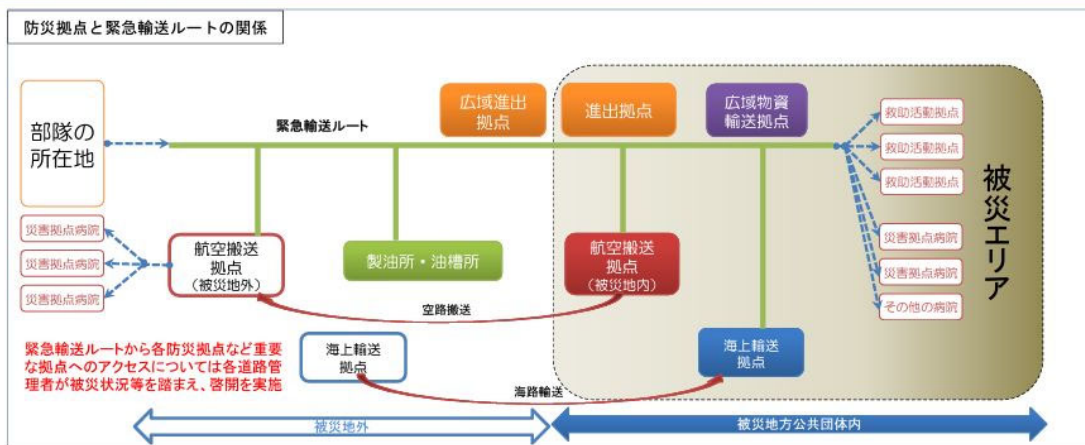 防災拠点と緊急輸送ルートの関係
部隊の
所在地
緊急輸送ルート
広域進出
拠点
進出拠点
広域物資
輸送拠点
救助活動拠点
救助活動拠点
救助活動拠点
被災エリア
災害拠点病院
災害拠点病院
災害拠点病院
航空搬送
拠点
(被災地外)
製油所・油槽所
航空搬送
拠点
(被災地内)
災害拠点病院
災害拠点病院
その他の病院
空路搬送
緊急輸送ルートから各防災拠点など重要
な拠点へのアクセスについては各道路管
理者が被災状況等を踏まえ、啓開を実施
海上輸送
拠点
海上輸送
拠点
海路輸送
被災地外
被災地方公共団体内